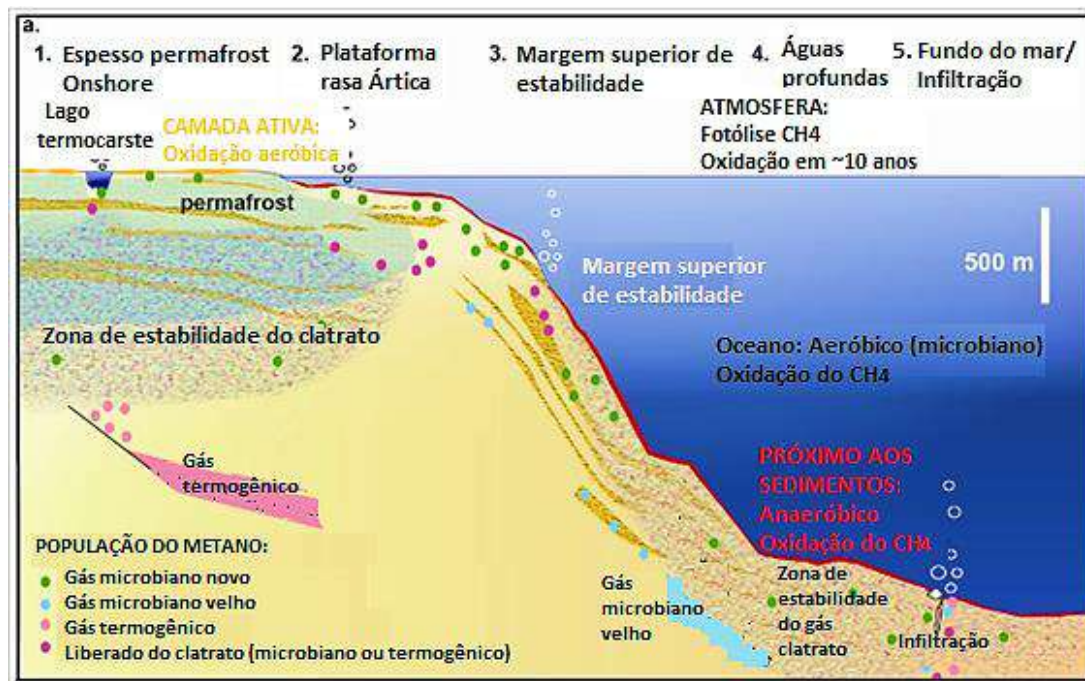 a.
1. Espesso permafrost
Onshore
2. Plataforma
rasa Ártica
3. Margem superior de
estabilidade
4. Águas
profundas
5. Fundo do mar/
Infiltração
Lago
termocarste
CAMADA ATIVA:
Oxidação aeróbica
ATMOSFERA:
Fotólise CH4
Oxidação em ~10 anos
permafrost
Margem superior
de estabilidade
500 m
Zona de estabilidade do clatrato
Oceano: Aeróbico (microbiano)
Oxidação do CH4
Gás
termogênico
PRÓXIMO AOS
SEDIMENTOS:
Anaeróbico
Oxidação do CH4
POPULAÇÃO DO METANO:
Gás microbiano novo
Gás microbiano velho
Gás termogênico
Liberado do clatrato (microbiano ou termogênico)
Gás
microbiano
velho
Zona de
estabilidade
do gás
clatrato
Infiltração